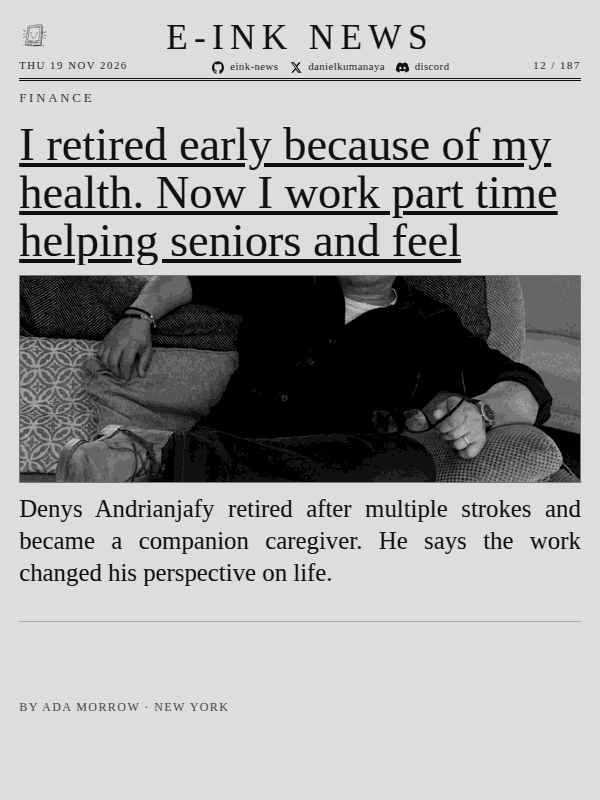 E-INK NEWS
THU 19 NOV 2026
eink-news danielkumanaya discord
12 / 187
FINANCE
I retired early because of my
health. Now I work part time
helping seniors and feel
Denys Andrianjafy retired after multiple strokes and
became a companion caregiver. He says the work
changed his perspective on life.
BY ADA MORROW · NEW YORK